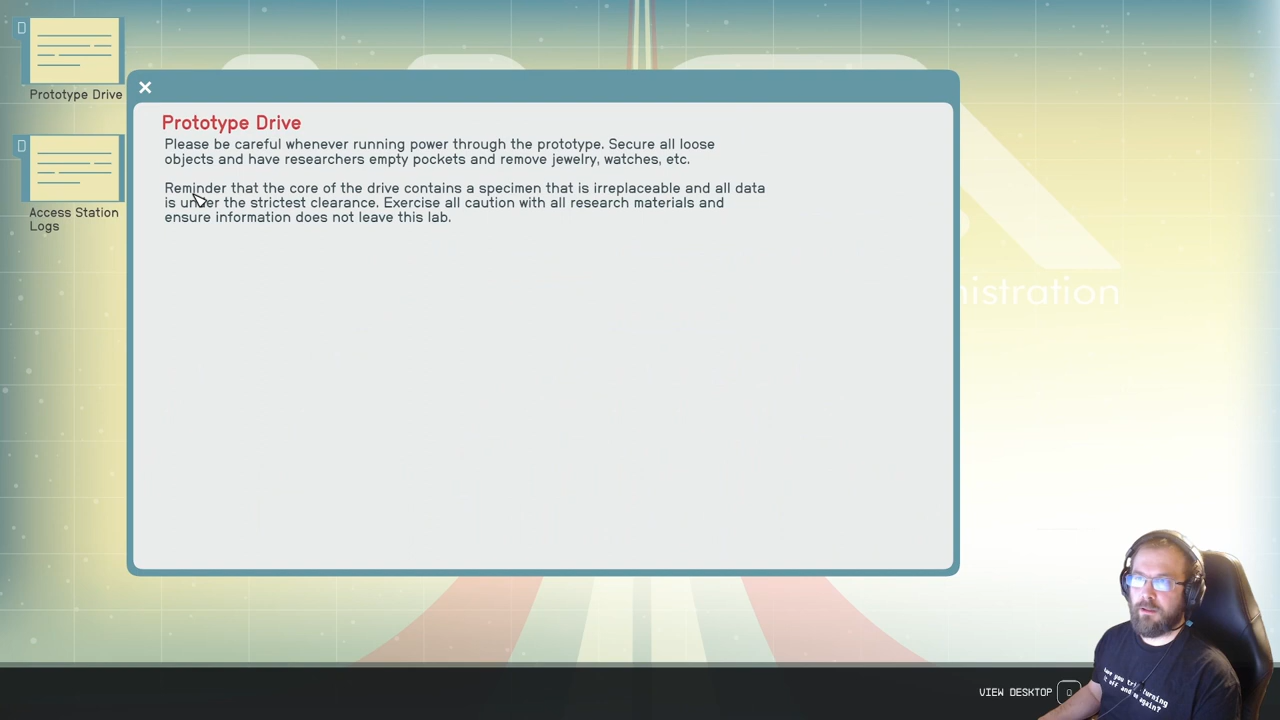 Prototype Drive
Access Station
Logs
Prototype Drive
Please be careful whenever running power through the prototype. Secure all loose
objects and have researchers empty pockets and remove jewelry, watches, etc.
Reminder that the core of the drive contains a specimen that is irreplaceable and all data
is under the strictest clearance. Exercise all caution with all research materials and
ensure information does not leave this lab.
VIEW DESKTOP